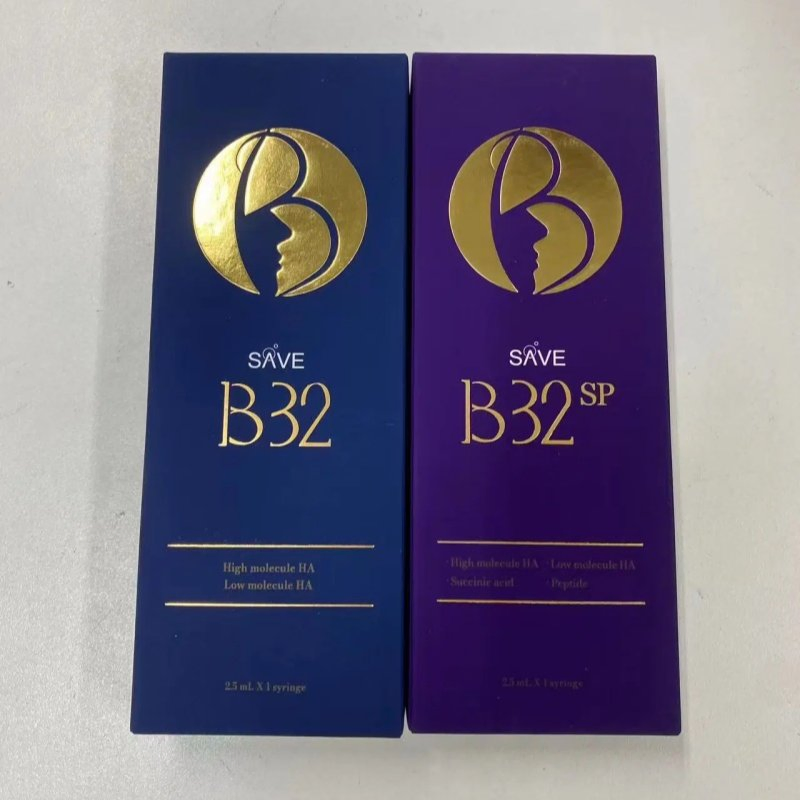 SAVE
B32
High molecule HA
Low molecule HA
2.5 mL X 1 syringe
SAVE
B32 SP
· High molecule HA · Low molecule HA
· Succinic acid · Peptide
2.5 mL X 1 syringe